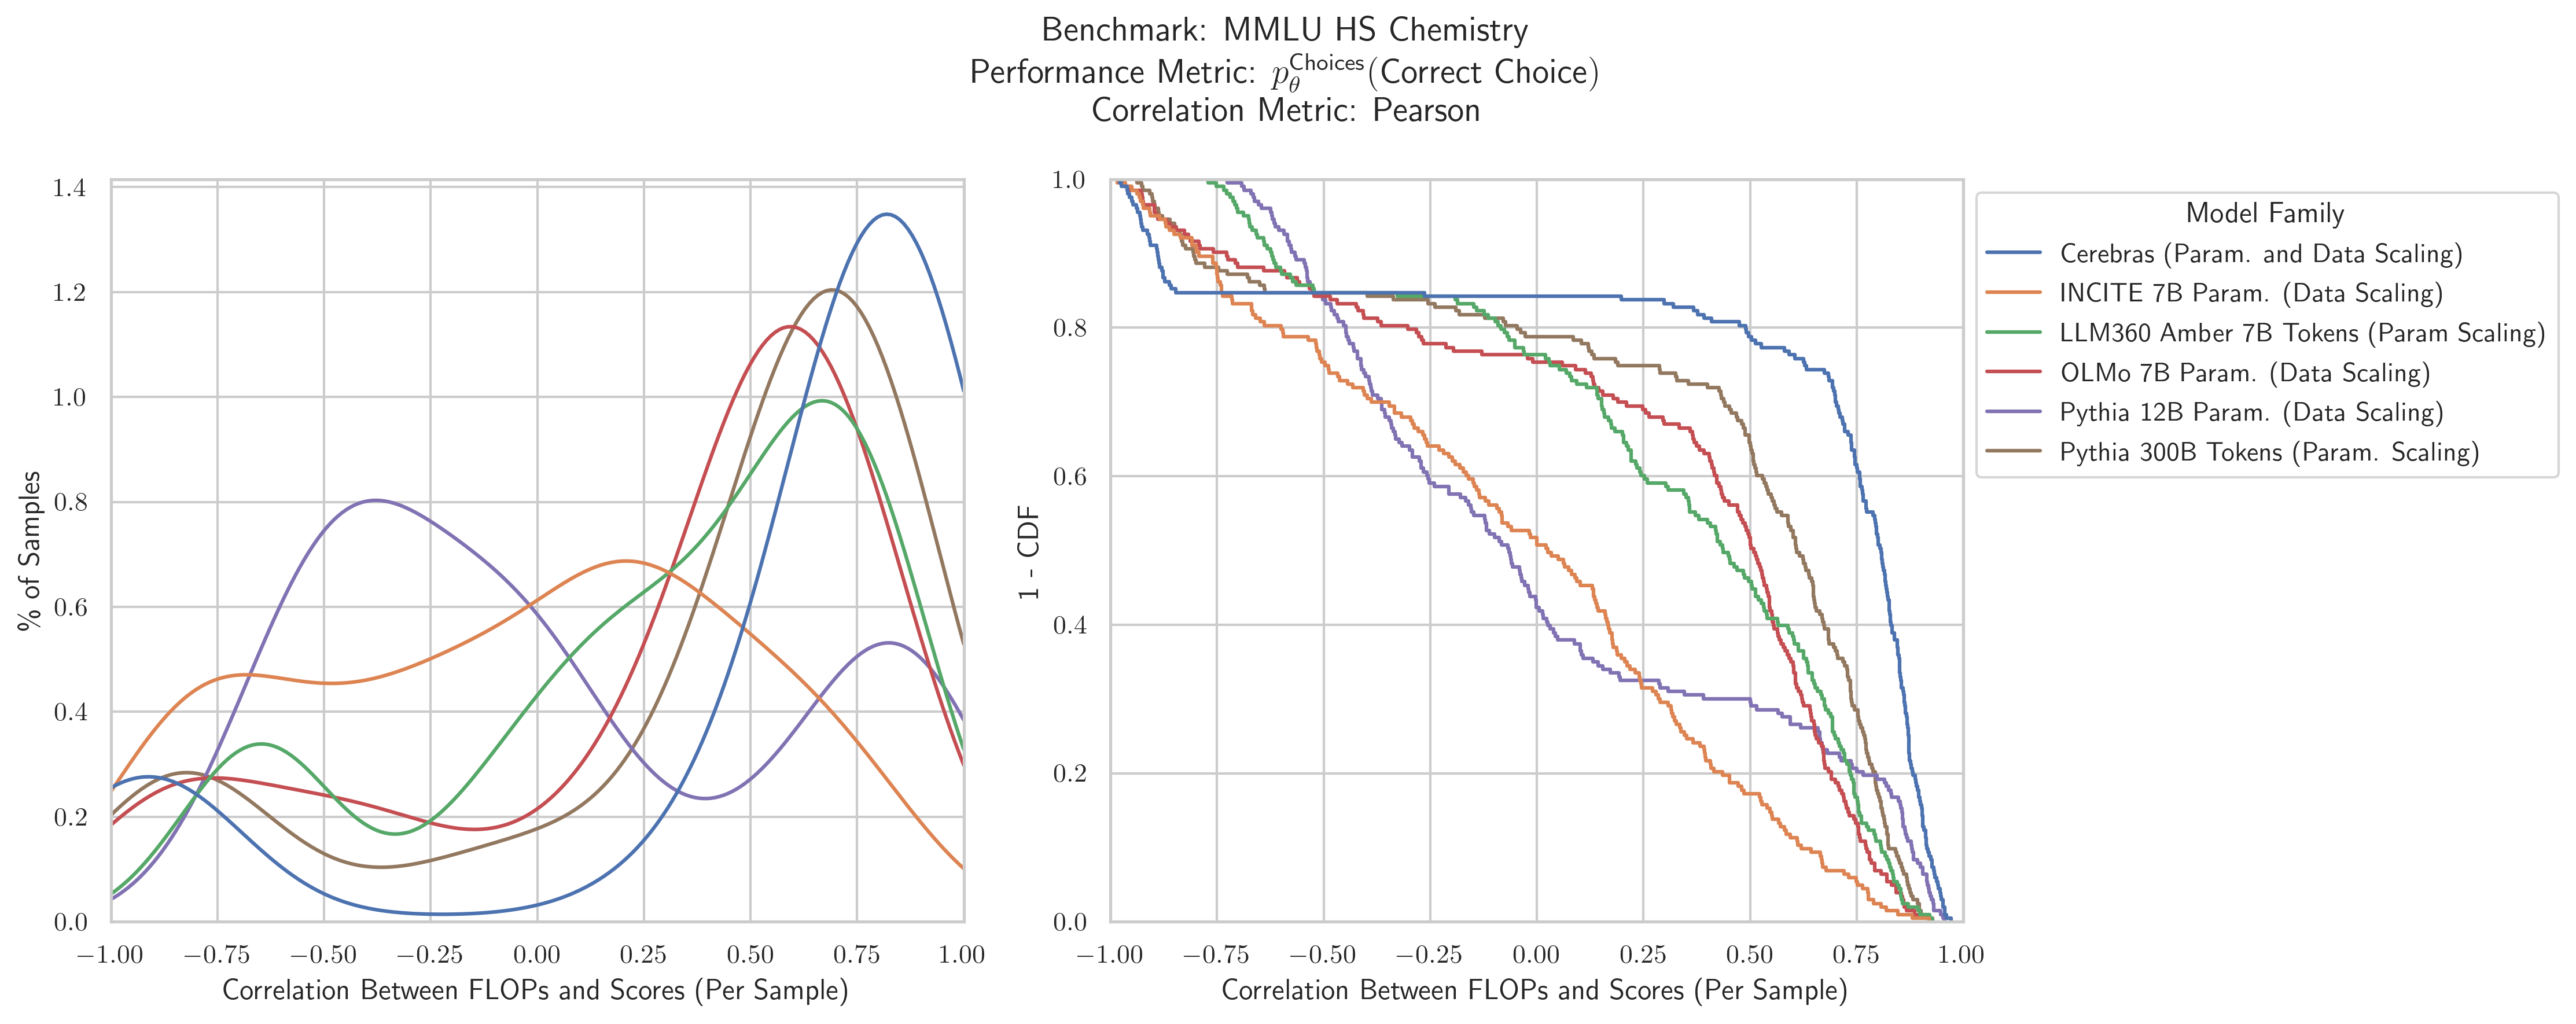 Benchmark: MMLU HS Chemistry
Performance Metric: $p_\theta^{\text{Choices}}$(Correct Choice)
Correlation Metric: Pearson
% of Samples
1.4
1.2
1.0
0.8
0.6
0.4
0.2
0.0
−1.00 −0.75 −0.50 −0.25 0.00 0.25 0.50 0.75 1.00
Correlation Between FLOPs and Scores (Per Sample)
1 - CDF
1.0
0.8
0.6
0.4
0.2
0.0
−1.00 −0.75 −0.50 −0.25 0.00 0.25 0.50 0.75 1.00
Correlation Between FLOPs and Scores (Per Sample)
Model Family
Cerebras (Param. and Data Scaling)
INCITE 7B Param. (Data Scaling)
LLM360 Amber 7B Tokens (Param Scaling)
OLMo 7B Param. (Data Scaling)
Pythia 12B Param. (Data Scaling)
Pythia 300B Tokens (Param. Scaling)